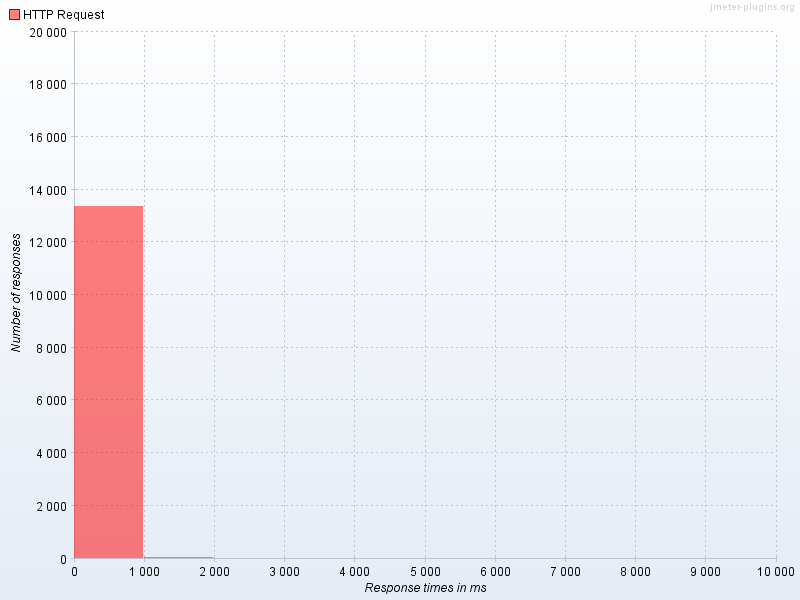 jmeter-plugins.org
HTTP Request
20 000
18 000
16 000
14 000
12 000
10 000
8 000
6 000
4 000
2 000
0
Number of responses
0 1 000 2 000 3 000 4 000 5 000 6 000 7 000 8 000 9 000 10 000
Response times in ms